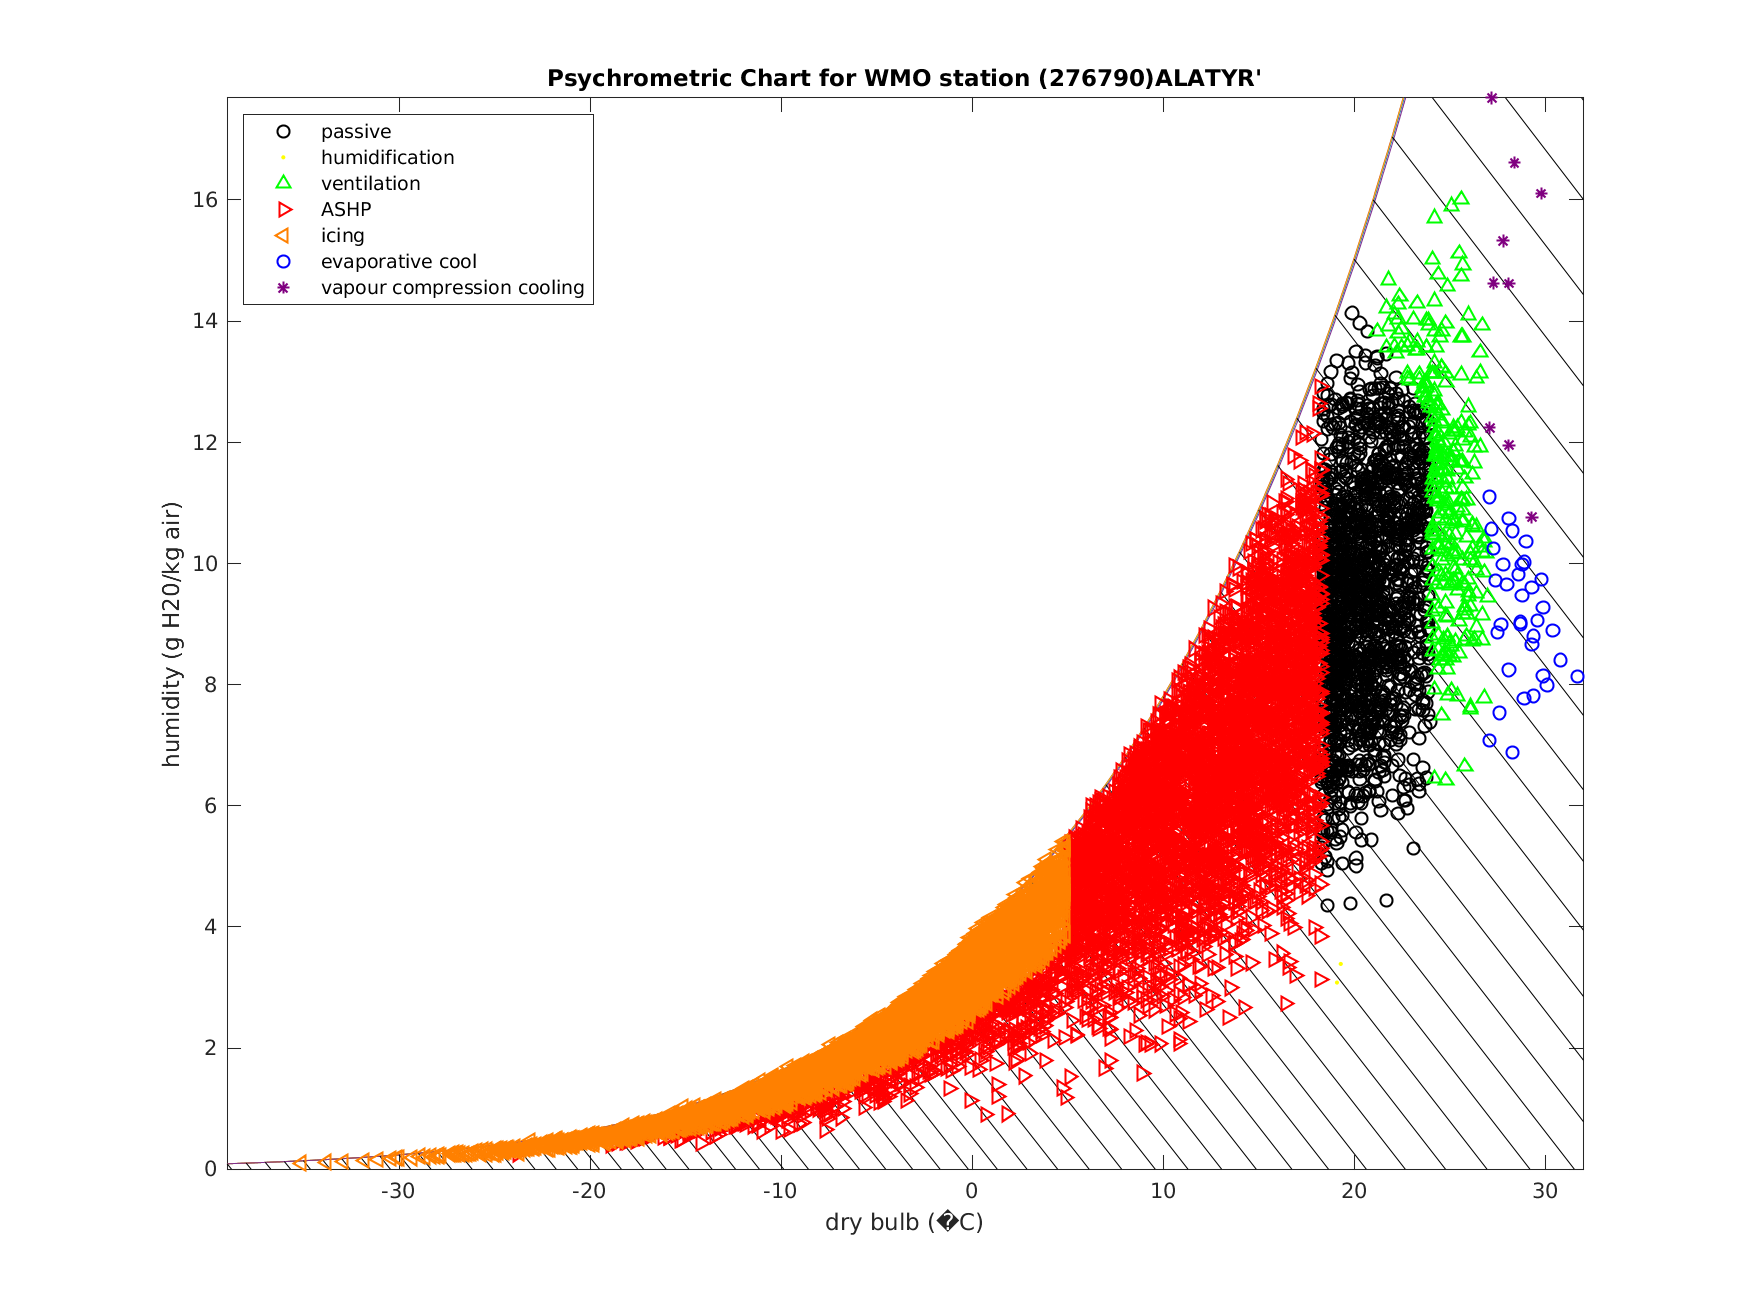 Psychrometric Chart for WMO station (276790)ALATYR'
passive
humidification
ventilation
ASHP
icing
evaporative cool
vapour compression cooling
humidity (g H20/kg air)
16
14
12
10
8
6
4
2
0
-30
-20
-10
0
10
20
30
dry bulb (�C)